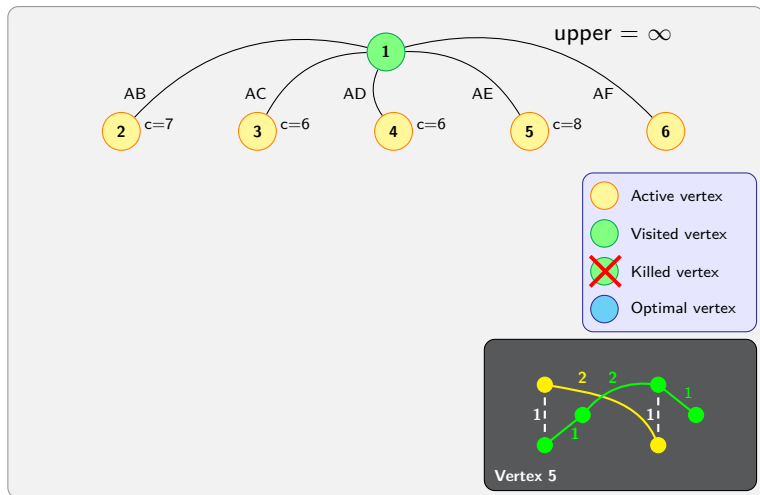 upper = ∞
1
AB AC AD AE AF
2 c=7 3 c=6 4 c=6 5 c=8 6
Active vertex
Visited vertex
Killed vertex
Optimal vertex
2 2
1 1 1
1
Vertex 5